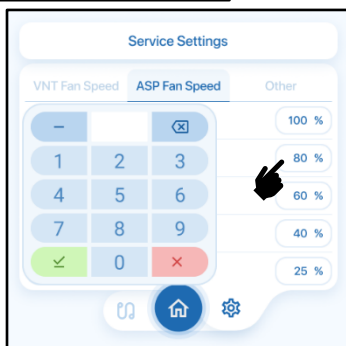 Service Settings
VNT Fan Speed ASP Fan Speed Other
− 100 %
1 2 3 80 %
4 5 6 60 %
7 8 9 40 %
0 × 25 %